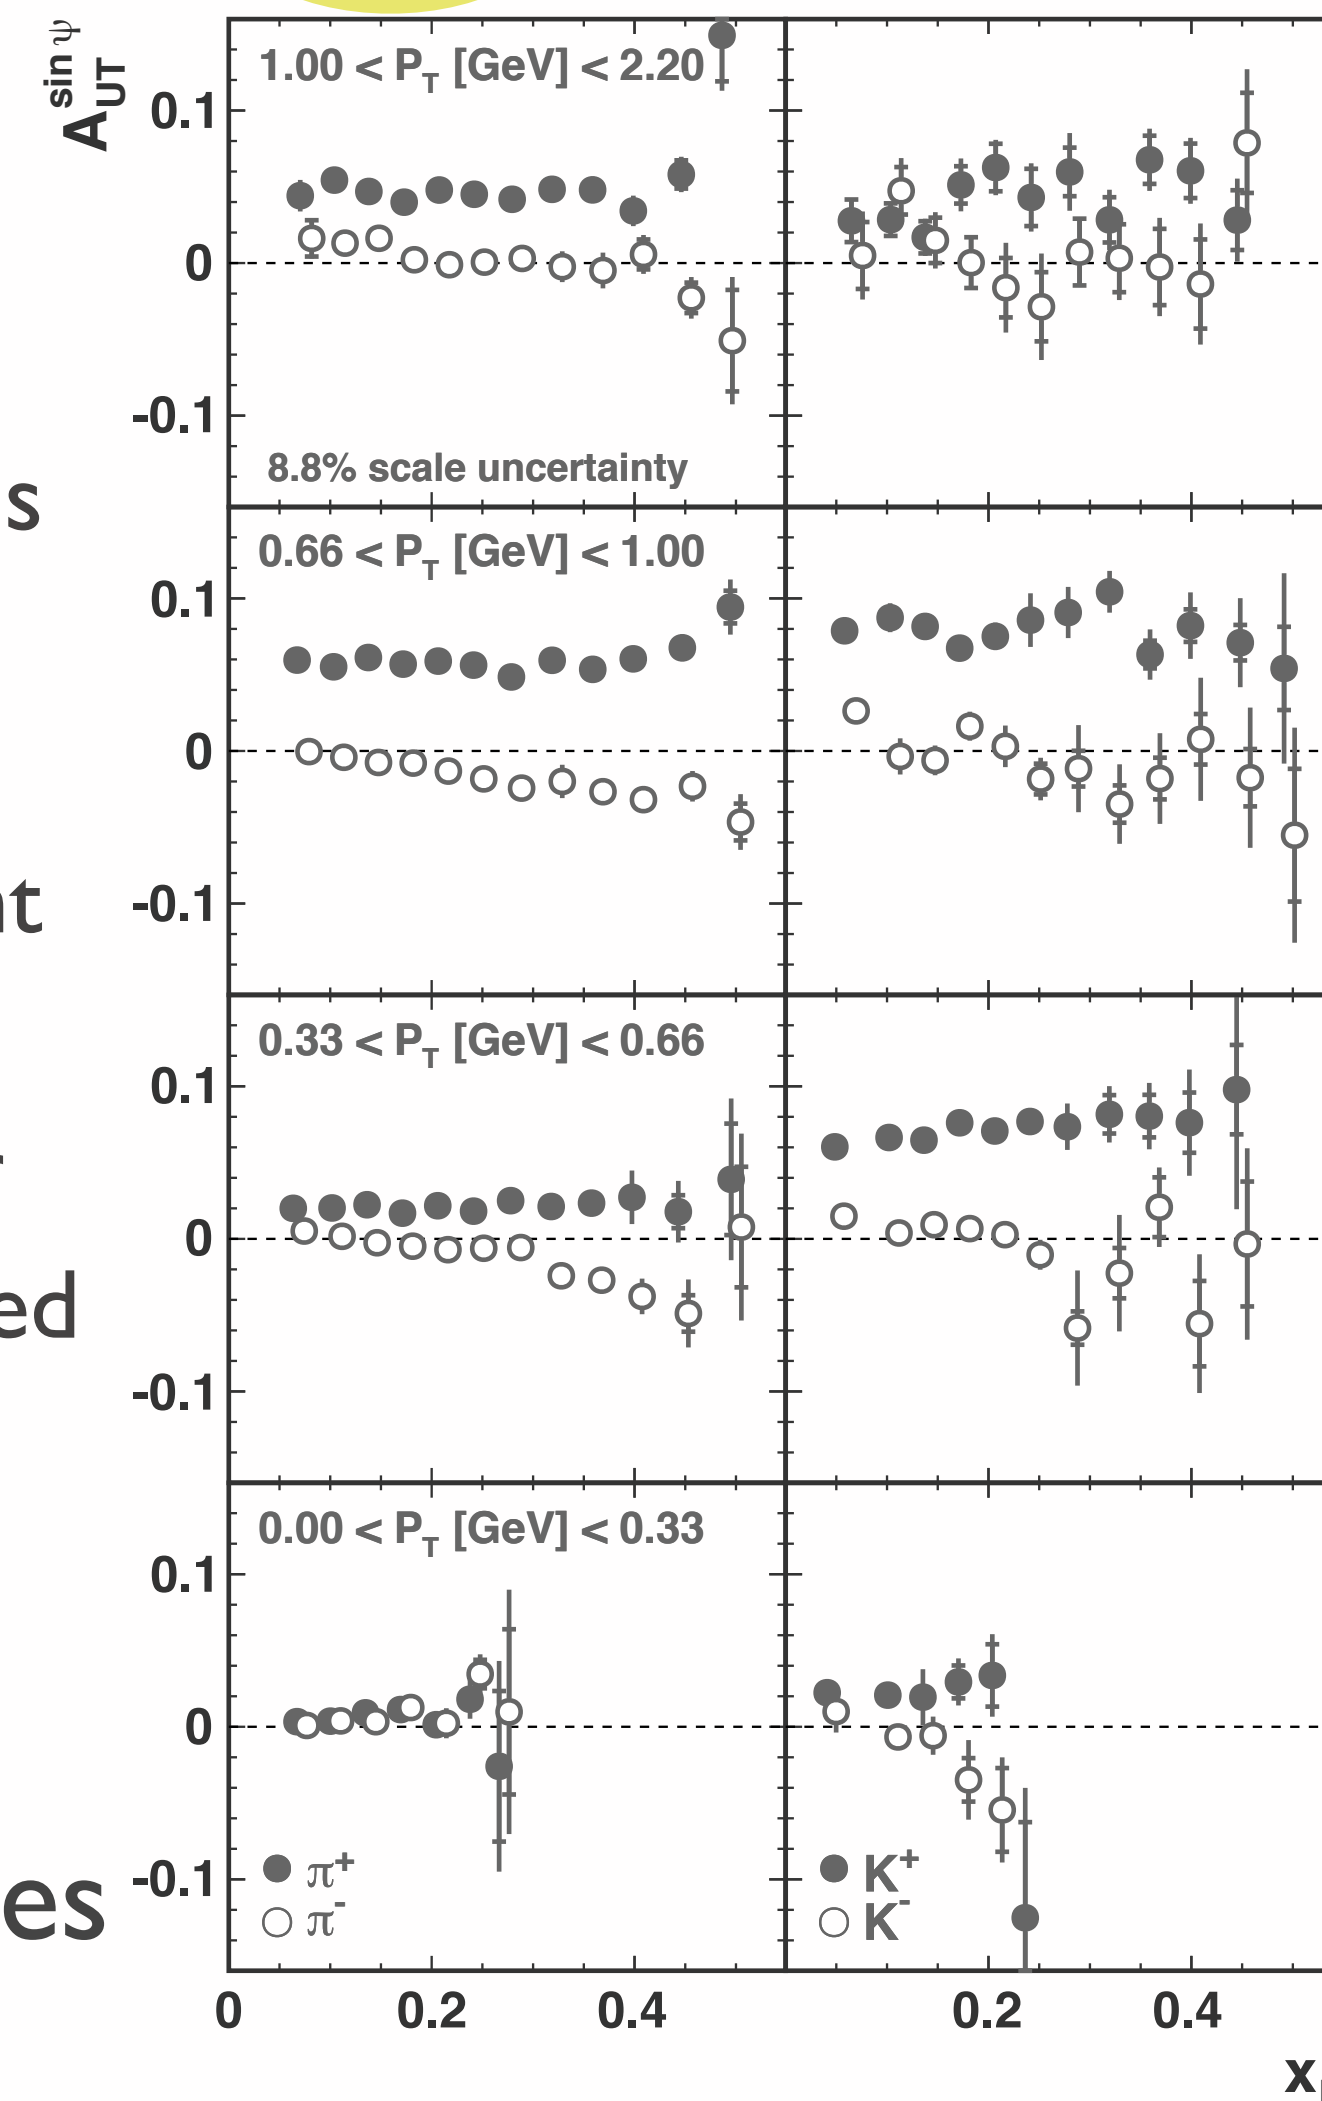 A_UT^sin ψ
1.00 < P_T [GeV] < 2.20
0.1
0
-0.1
8.8% scale uncertainty
s
0.66 < P_T [GeV] < 1.00
0.1
0
-0.1
nt
0.33 < P_T [GeV] < 0.66
0.1
0
-0.1
ed
0.00 < P_T [GeV] < 0.33
0.1
0
-0.1
π⁺
π⁻
K⁺
K⁻
es
0 0.2 0.4 0.2 0.4
x